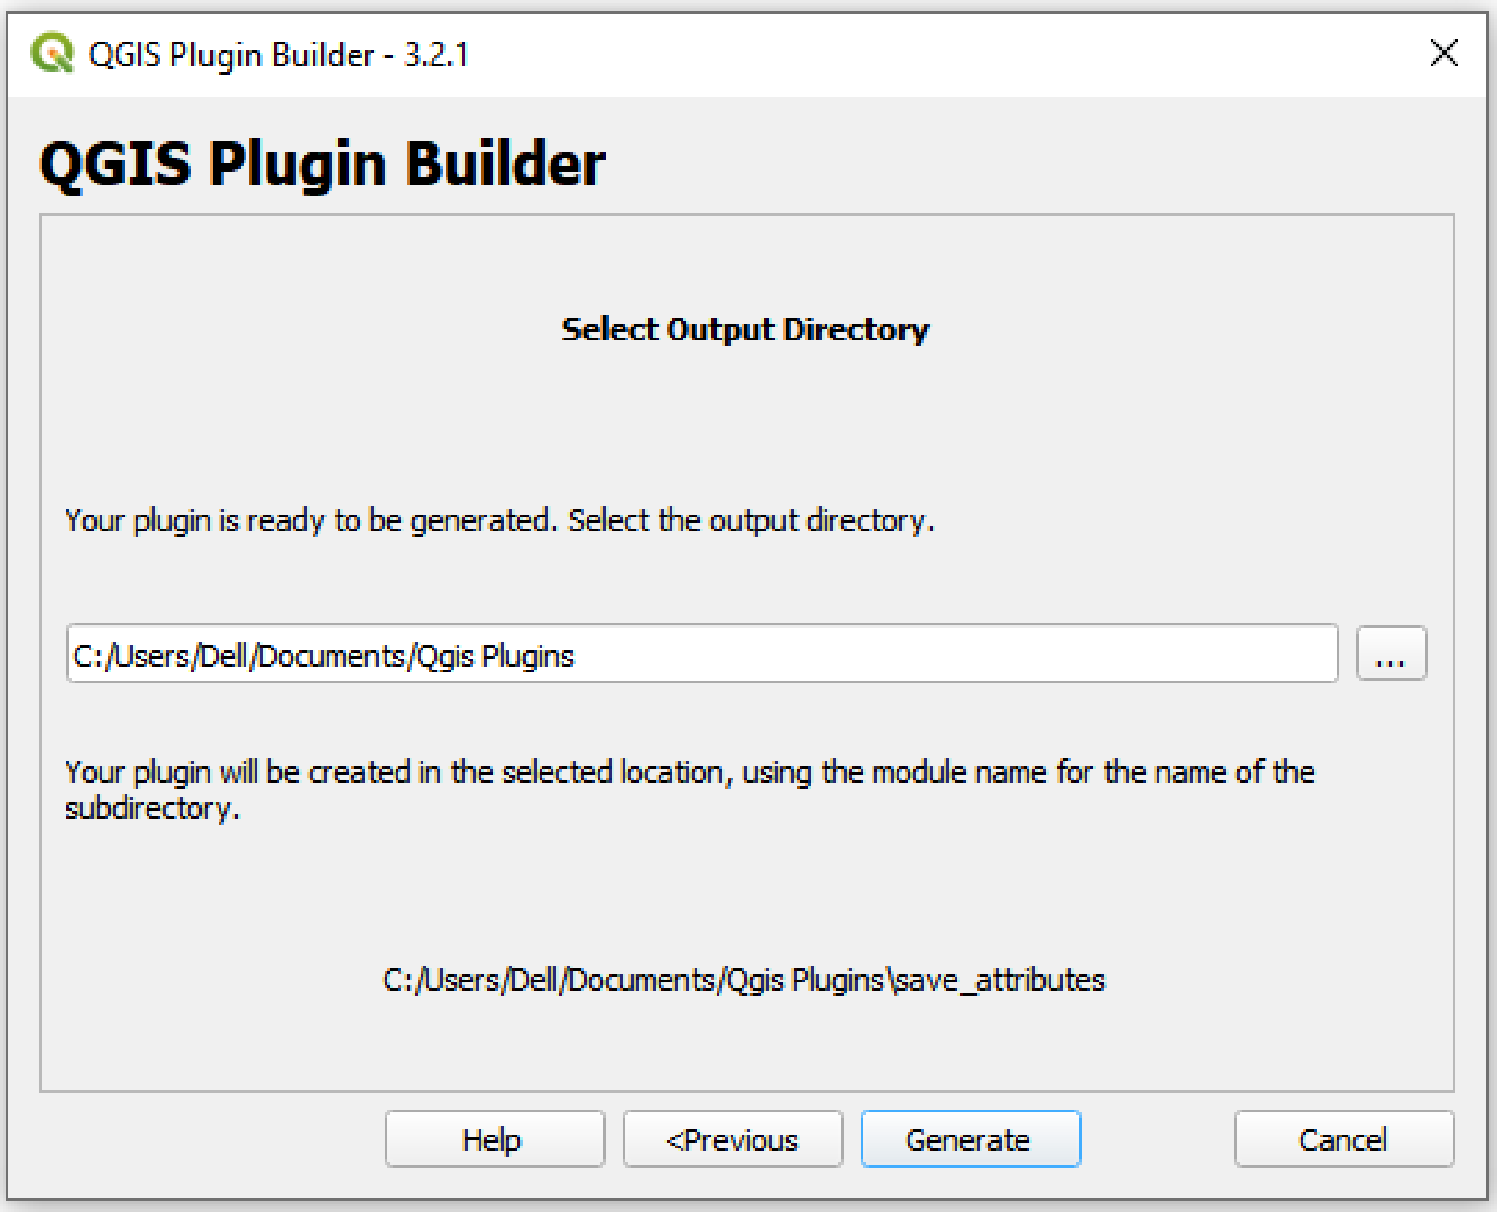 QGIS Plugin Builder - 3.2.1
QGIS Plugin Builder
Select Output Directory
Your plugin is ready to be generated. Select the output directory.
C:/Users/Dell/Documents/Qgis Plugins
...
Your plugin will be created in the selected location, using the module name for the name of the
subdirectory.
C:/Users/Dell/Documents/Qgis Plugins\save_attributes
Help
<Previous
Generate
Cancel